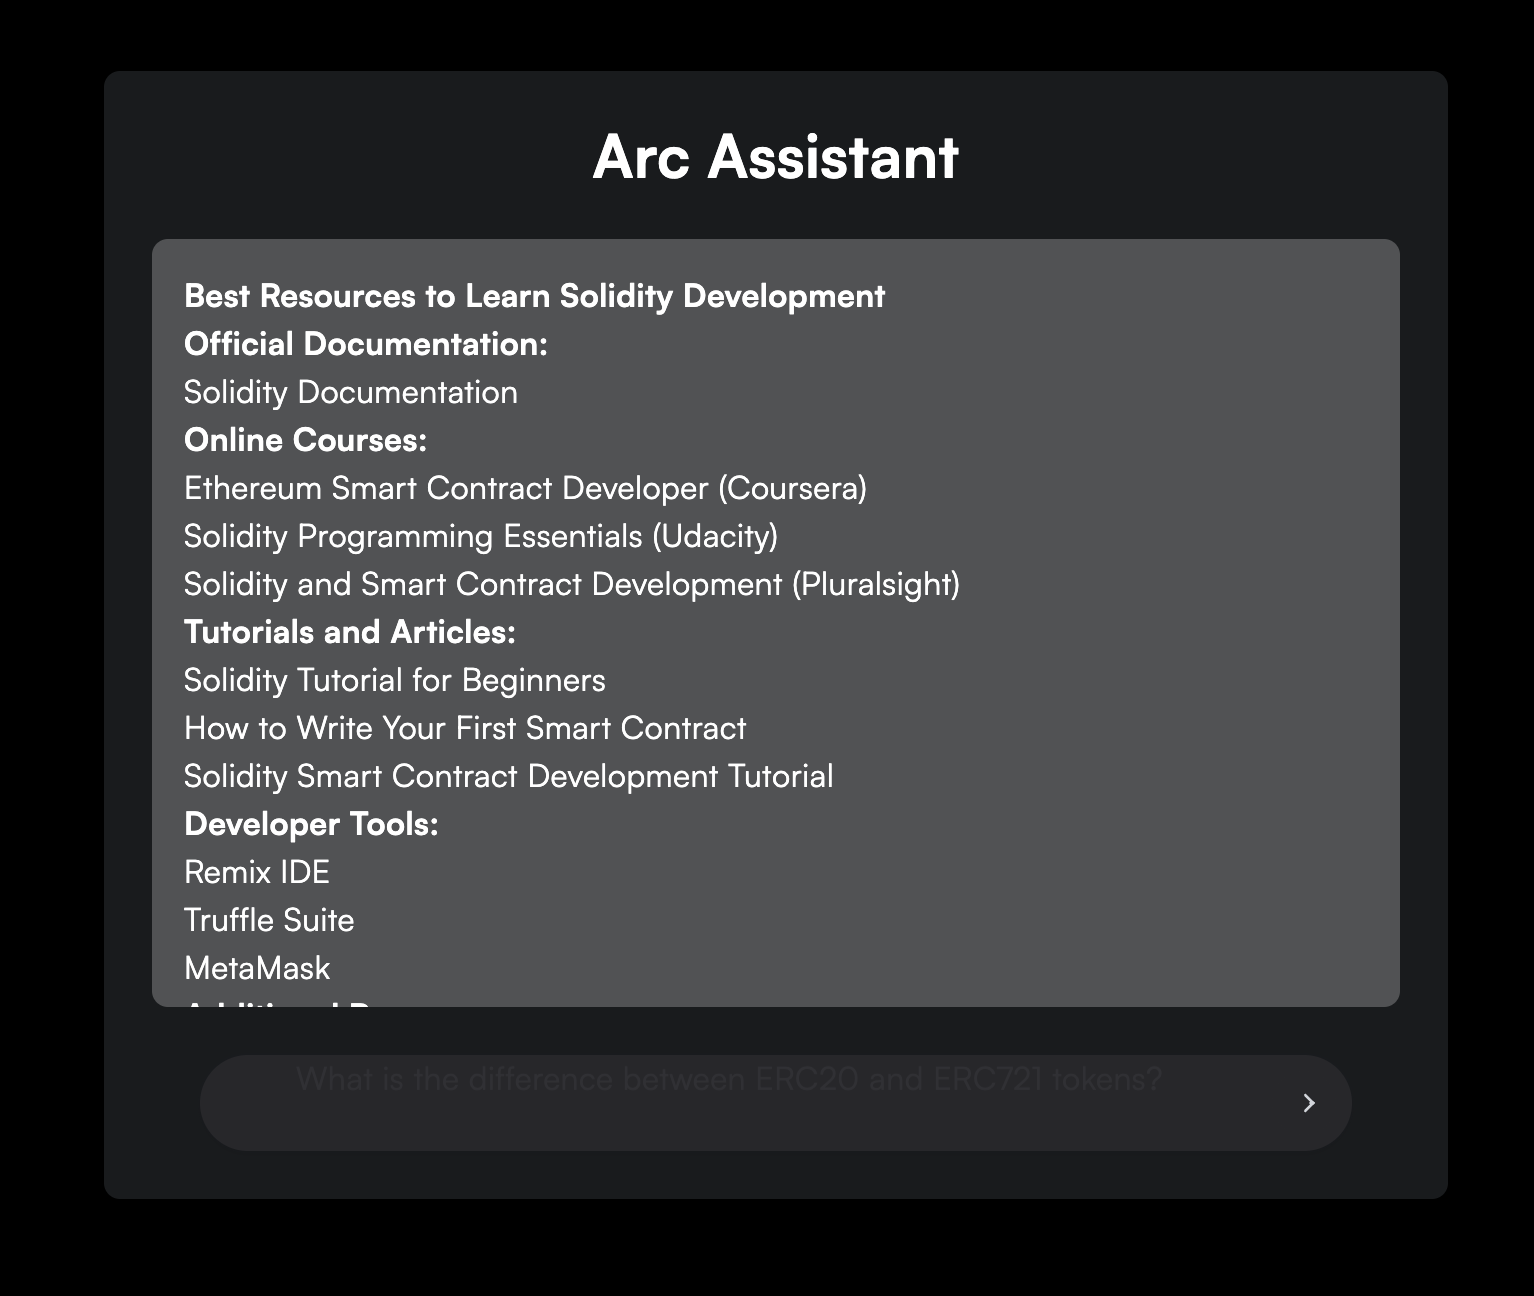 Arc Assistant
Best Resources to Learn Solidity Development
Official Documentation:
Solidity Documentation
Online Courses:
Ethereum Smart Contract Developer (Coursera)
Solidity Programming Essentials (Udacity)
Solidity and Smart Contract Development (Pluralsight)
Tutorials and Articles:
Solidity Tutorial for Beginners
How to Write Your First Smart Contract
Solidity Smart Contract Development Tutorial
Developer Tools:
Remix IDE
Truffle Suite
MetaMask
What is the difference between ERC20 and ERC721 tokens?